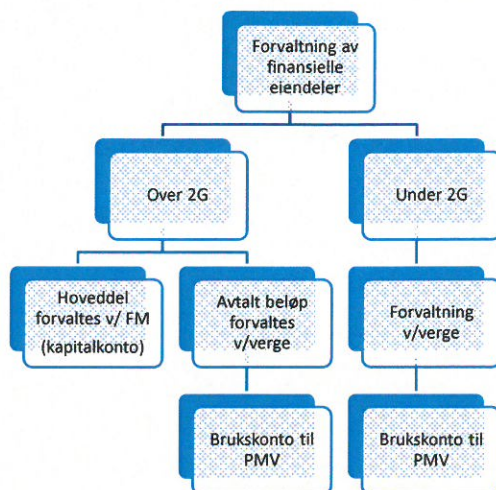 Forvaltning av
finansielle
eiendeler
Over 2G
Under 2G
Hoveddel
forvaltes v/ FM
(kapitalkonto)
Avtalt beløp
forvaltes
v/verge
Forvaltning
v/verge
Brukskonto til
PMV
Brukskonto til
PMV